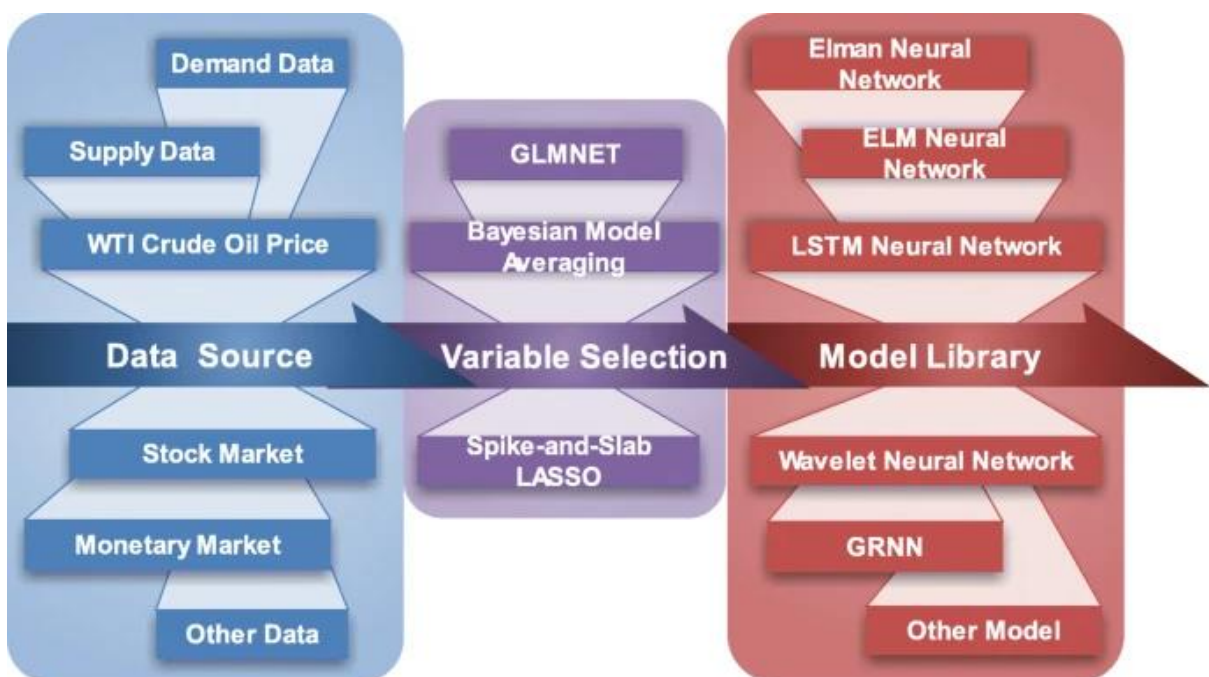 Demand Data
Supply Data
WTI Crude Oil Price
Data Source
Stock Market
Monetary Market
Other Data
GLMNET
Bayesian Model
Averaging
Variable Selection
Spike-and-Slab
LASSO
Elman Neural
Network
ELM Neural
Network
LSTM Neural Network
Model Library
Wavelet Neural Network
GRNN
Other Model